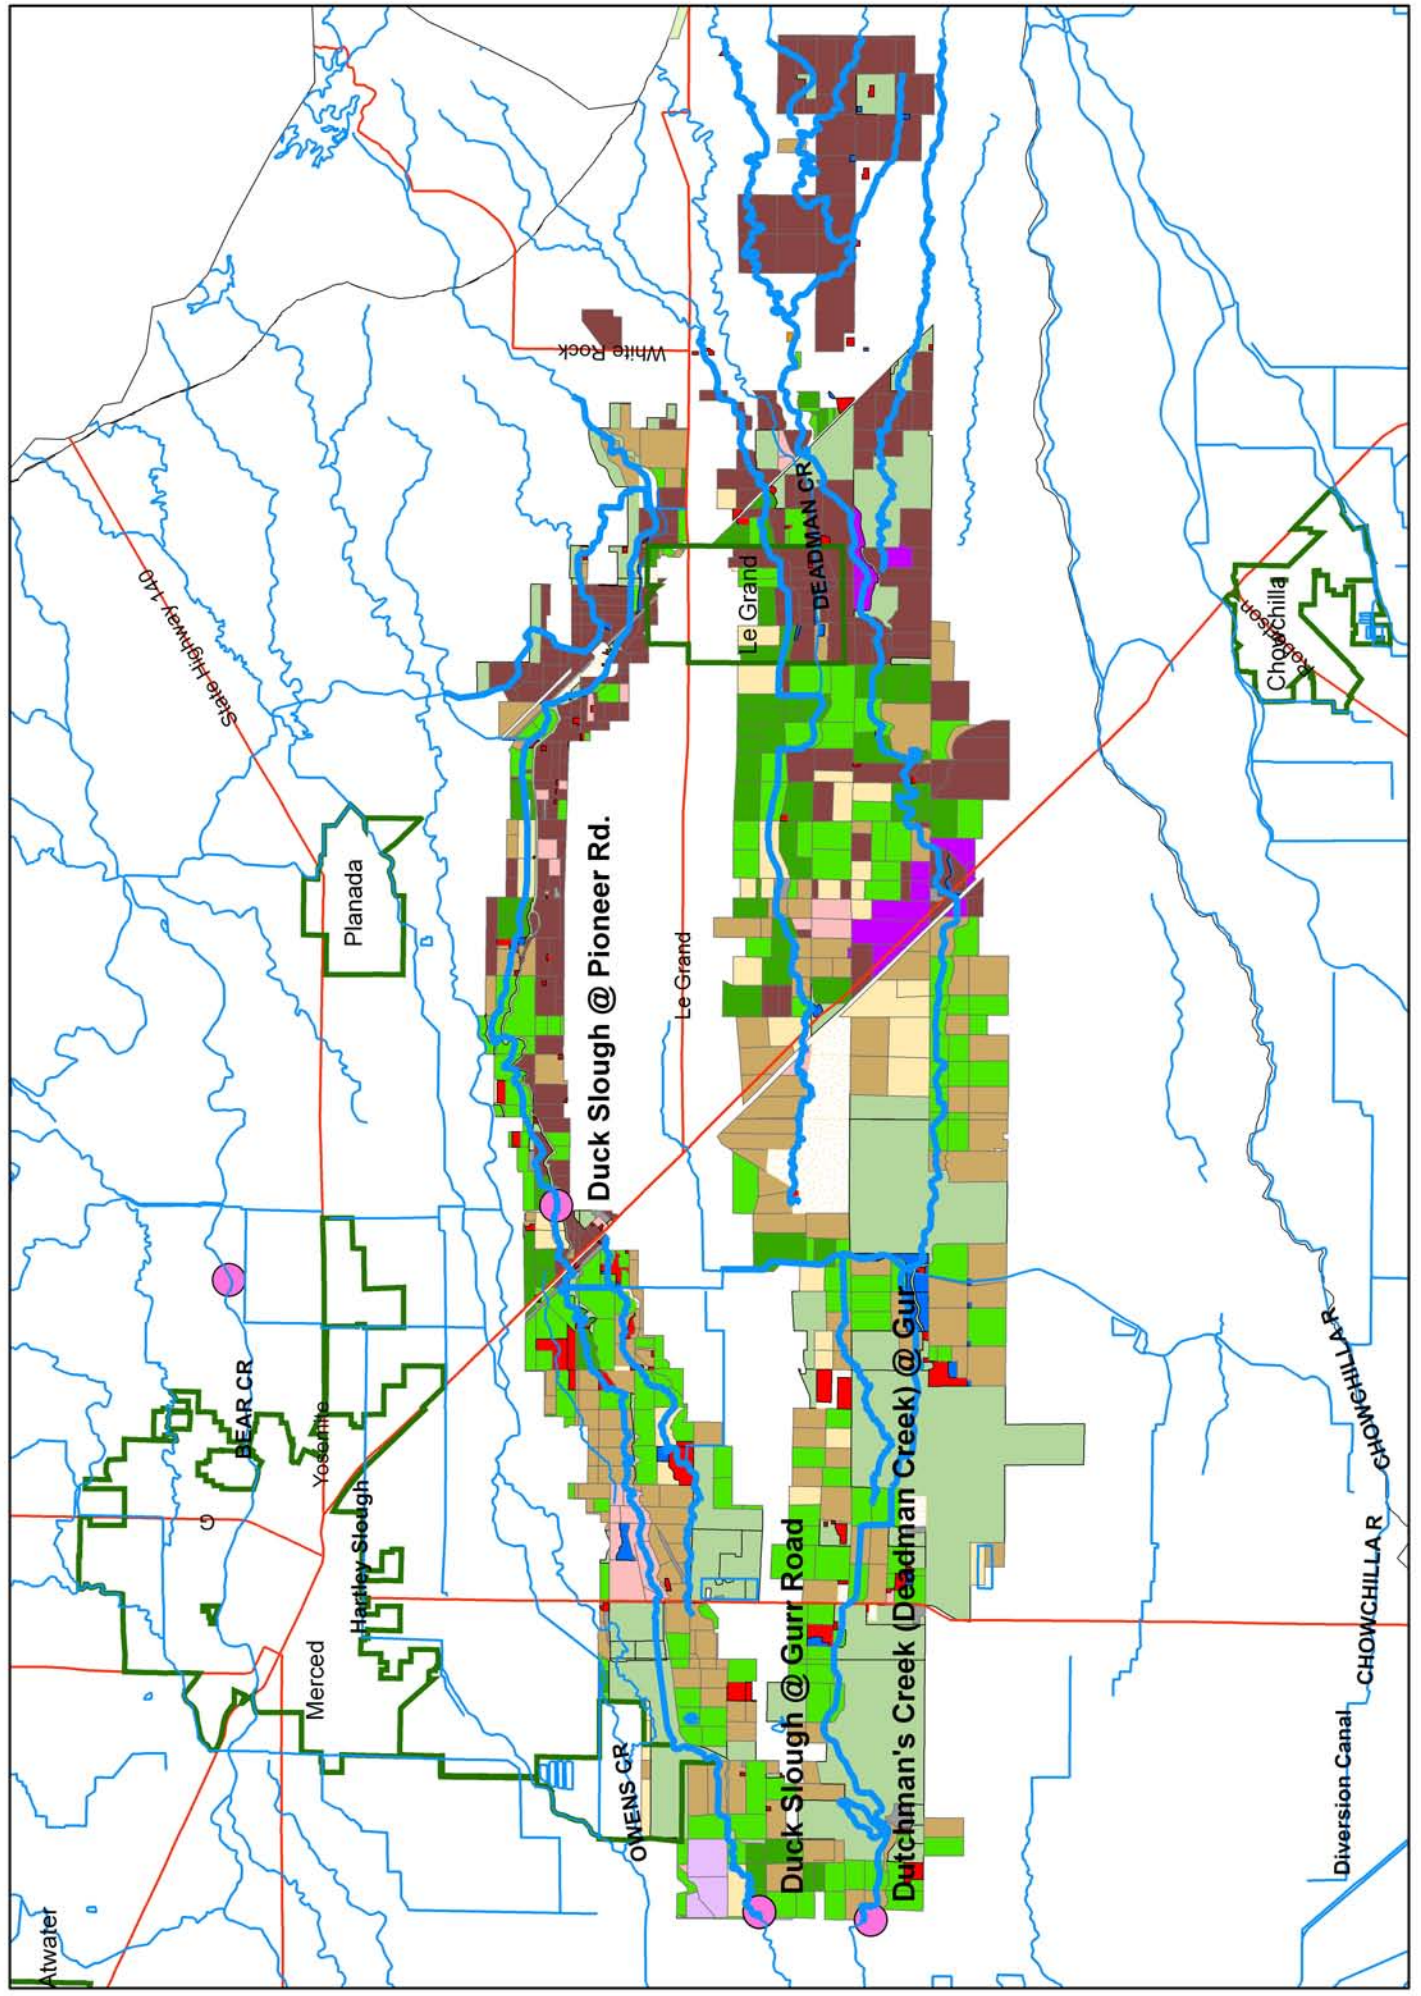 Atwater
Merced
Hartley Slough
Yosemite
BEAR CR
G
Planada
State Highway 140
White Rock
Le Grand
Le Grand
DEADMAN CR
Duck Slough @ Pioneer Rd.
OWENS CR
Duck Slough @ Gurr Road
Dutchman's Creek (Deadman Creek) @ Gur
Chowchilla
Robertson
CHOWCHILLA R
CHOWCHILLA R
CHOWCHILLA R
Diversion Canal